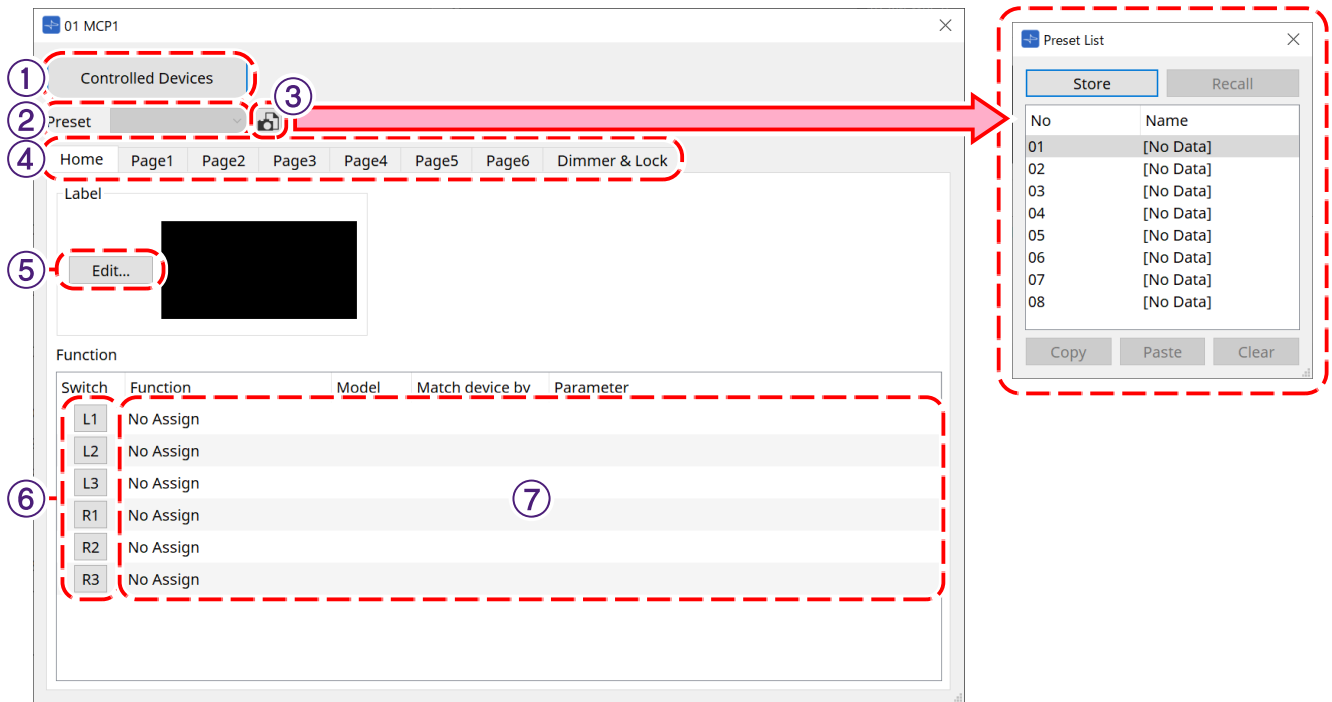 01 MCP1
① Controlled Devices
② Preset ③
④ Home Page1 Page2 Page3 Page4 Page5 Page6 Dimmer & Lock
Label
⑤ Edit...
Function
Switch Function Model Match device by Parameter
L1 No Assign
L2 No Assign
L3 No Assign
⑥ ⑦
R1 No Assign
R2 No Assign
R3 No Assign
Preset List
Store Recall
No Name
01 [No Data]
02 [No Data]
03 [No Data]
04 [No Data]
05 [No Data]
06 [No Data]
07 [No Data]
08 [No Data]
Copy Paste Clear